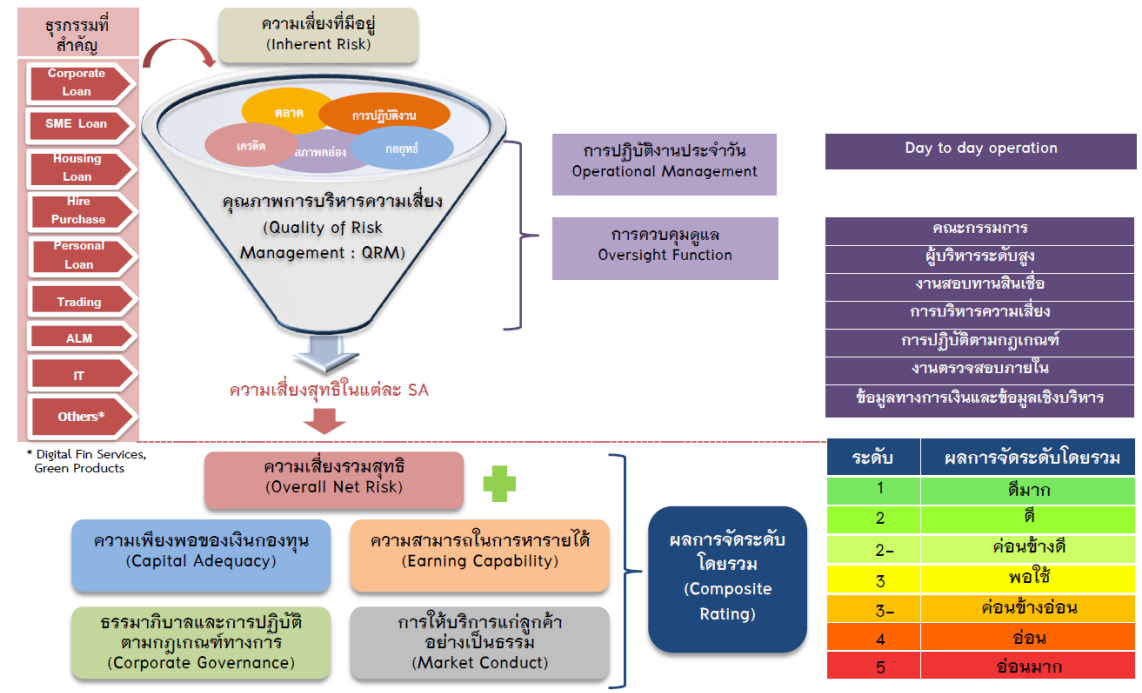 ธุรกรรมที่
สำคัญ
Corporate
Loan
SME Loan
Housing
Loan
Hire
Purchase
Personal
Loan
Trading
ALM
IT
Others*
* Digital Fin Services,
Green Products
ความเสี่ยงที่มีอยู่
(Inherent Risk)
ตลาด
การปฏิบัติงาน
เครดิต
สภาพคล่อง
กลยุทธ์
คุณภาพการบริหารความเสี่ยง
(Quality of Risk
Management : QRM)
ความเสี่ยงสุทธิในแต่ละ SA
การปฏิบัติงานประจำวัน
Operational Management
การควบคุมดูแล
Oversight Function
Day to day operation
คณะกรรมการ
ผู้บริหารระดับสูง
งานสอบทานสินเชื่อ
การบริหารความเสี่ยง
การปฏิบัติตามกฎเกณฑ์
งานตรวจสอบภายใน
ข้อมูลทางการเงินและข้อมูลเชิงบริหาร
ความเสี่ยงรวมสุทธิ
(Overall Net Risk)
ความเพียงพอของเงินกองทุน
(Capital Adequacy)
ความสามารถในการหารายได้
(Earning Capability)
ธรรมาภิบาลและการปฏิบัติ
ตามกฎเกณฑ์ทางการ
(Corporate Governance)
การให้บริการแก่ลูกค้า
อย่างเป็นธรรม
(Market Conduct)
ผลการจัดระดับ
โดยรวม
(Composite
Rating)
ระดับ ผลการจัดระดับโดยรวม
1 ดีมาก
2 ดี
2- ค่อนข้างดี
3 พอใช้
3- ค่อนข้างอ่อน
4 อ่อน
5 อ่อนมาก